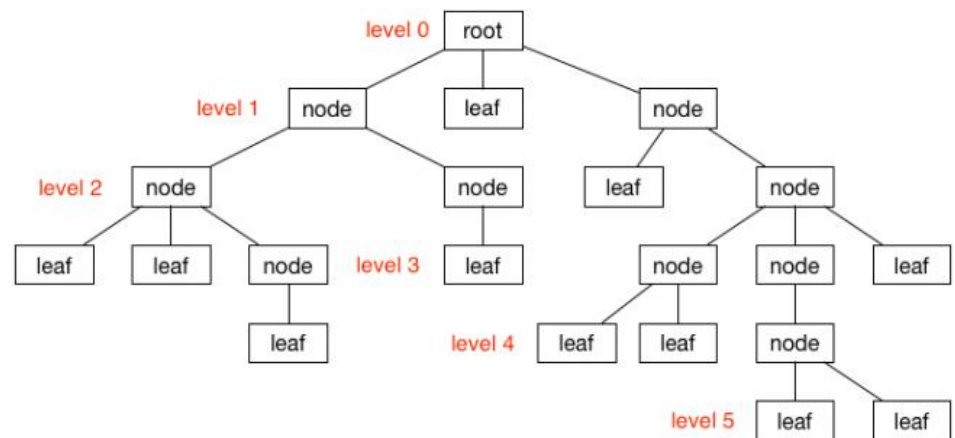 level 0 root
level 1 node leaf node
level 2 node node leaf node
leaf leaf node level 3 leaf node node leaf
leaf level 4 leaf leaf node
level 5 leaf leaf